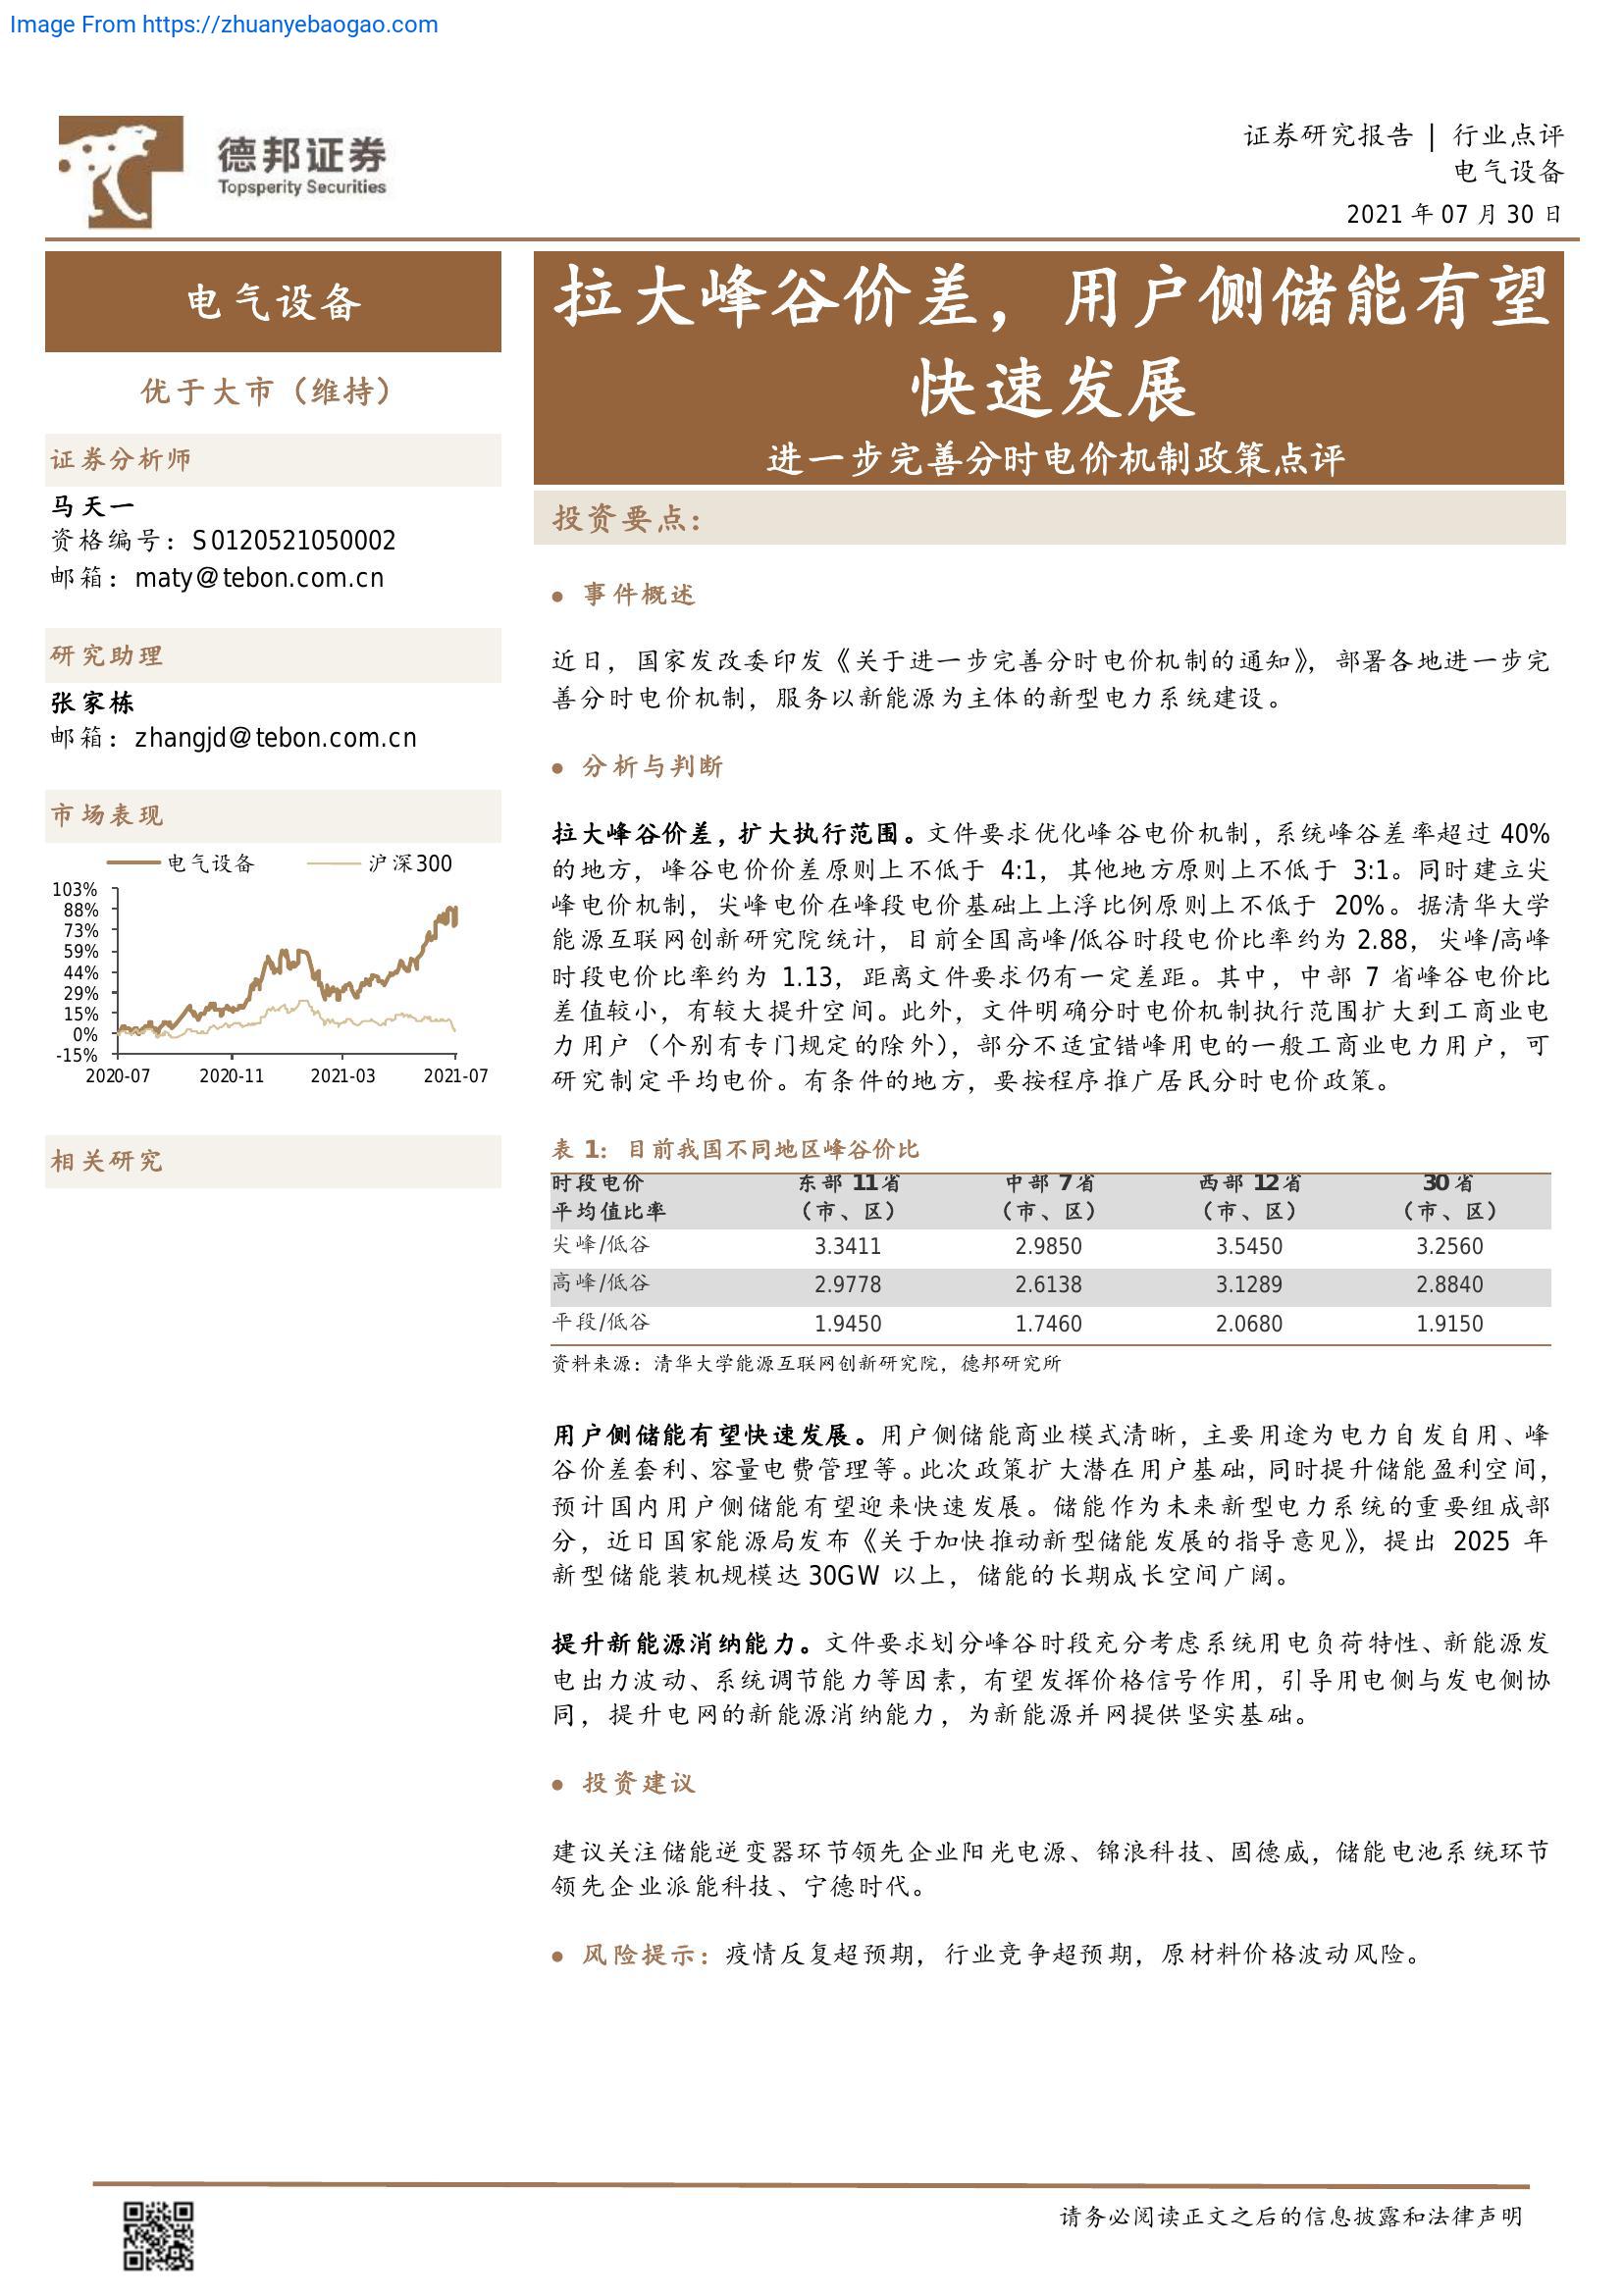 Image From https://zhuanyebaogao.com
德邦证券
Topsperity Securities
证券研究报告 | 行业点评
电气设备
2021 年 07 月 30 日
电气设备
优于大市（维持）
证券分析师
马天一
资格编号：S0120521050002
邮箱：maty@tebon.com.cn
研究助理
张家栋
邮箱：zhangjd@tebon.com.cn
市场表现
电气设备 沪深300
103%
88%
73%
59%
44%
29%
15%
0%
-15%
2020-07 2020-11 2021-03 2021-07
相关研究
拉大峰谷价差，用户侧储能有望
快速发展
进一步完善分时电价机制政策点评
投资要点：
● 事件概述
近日，国家发改委印发《关于进一步完善分时电价机制的通知》，部署各地进一步完
善分时电价机制，服务以新能源为主体的新型电力系统建设。
● 分析与判断
拉大峰谷价差，扩大执行范围。文件要求优化峰谷电价机制，系统峰谷差率超过 40%
的地方，峰谷电价价差原则上不低于 4:1，其他地方原则上不低于 3:1。同时建立尖
峰电价机制，尖峰电价在峰段电价基础上上浮比例原则上不低于 20%。据清华大学
能源互联网创新研究院统计，目前全国高峰/低谷时段电价比率约为 2.88，尖峰/高峰
时段电价比率约为 1.13，距离文件要求仍有一定差距。其中，中部 7 省峰谷电价比
差值较小，有较大提升空间。此外，文件明确分时电价机制执行范围扩大到工商业电
力用户（个别有专门规定的除外），部分不适宜错峰用电的一般工商业电力用户，可
研究制定平均电价。有条件的地方，要按程序推广居民分时电价政策。
表 1：目前我国不同地区峰谷价比
时段电价 东部 11省 中部 7省 西部 12省 30省
平均值比率 （市、区） （市、区） （市、区） （市、区）
尖峰/低谷 3.3411 2.9850 3.5450 3.2560
高峰/低谷 2.9778 2.6138 3.1289 2.8840
平段/低谷 1.9450 1.7460 2.0680 1.9150
资料来源：清华大学能源互联网创新研究院，德邦研究所
用户侧储能有望快速发展。用户侧储能商业模式清晰，主要用途为电力自发自用、峰
谷价差套利、容量电费管理等。此次政策扩大潜在用户基础，同时提升储能盈利空间，
预计国内用户侧储能有望迎来快速发展。储能作为未来新型电力系统的重要组成部
分，近日国家能源局发布《关于加快推动新型储能发展的指导意见》，提出 2025 年
新型储能装机规模达 30GW 以上，储能的长期成长空间广阔。
提升新能源消纳能力。文件要求划分峰谷时段充分考虑系统用电负荷特性、新能源发
电出力波动、系统调节能力等因素，有望发挥价格信号作用，引导用电侧与发电侧协
同，提升电网的新能源消纳能力，为新能源并网提供坚实基础。
● 投资建议
建议关注储能逆变器环节领先企业阳光电源、锦浪科技、固德威，储能电池系统环节
领先企业派能科技、宁德时代。
● 风险提示：疫情反复超预期，行业竞争超预期，原材料价格波动风险。
请务必阅读正文之后的信息披露和法律声明